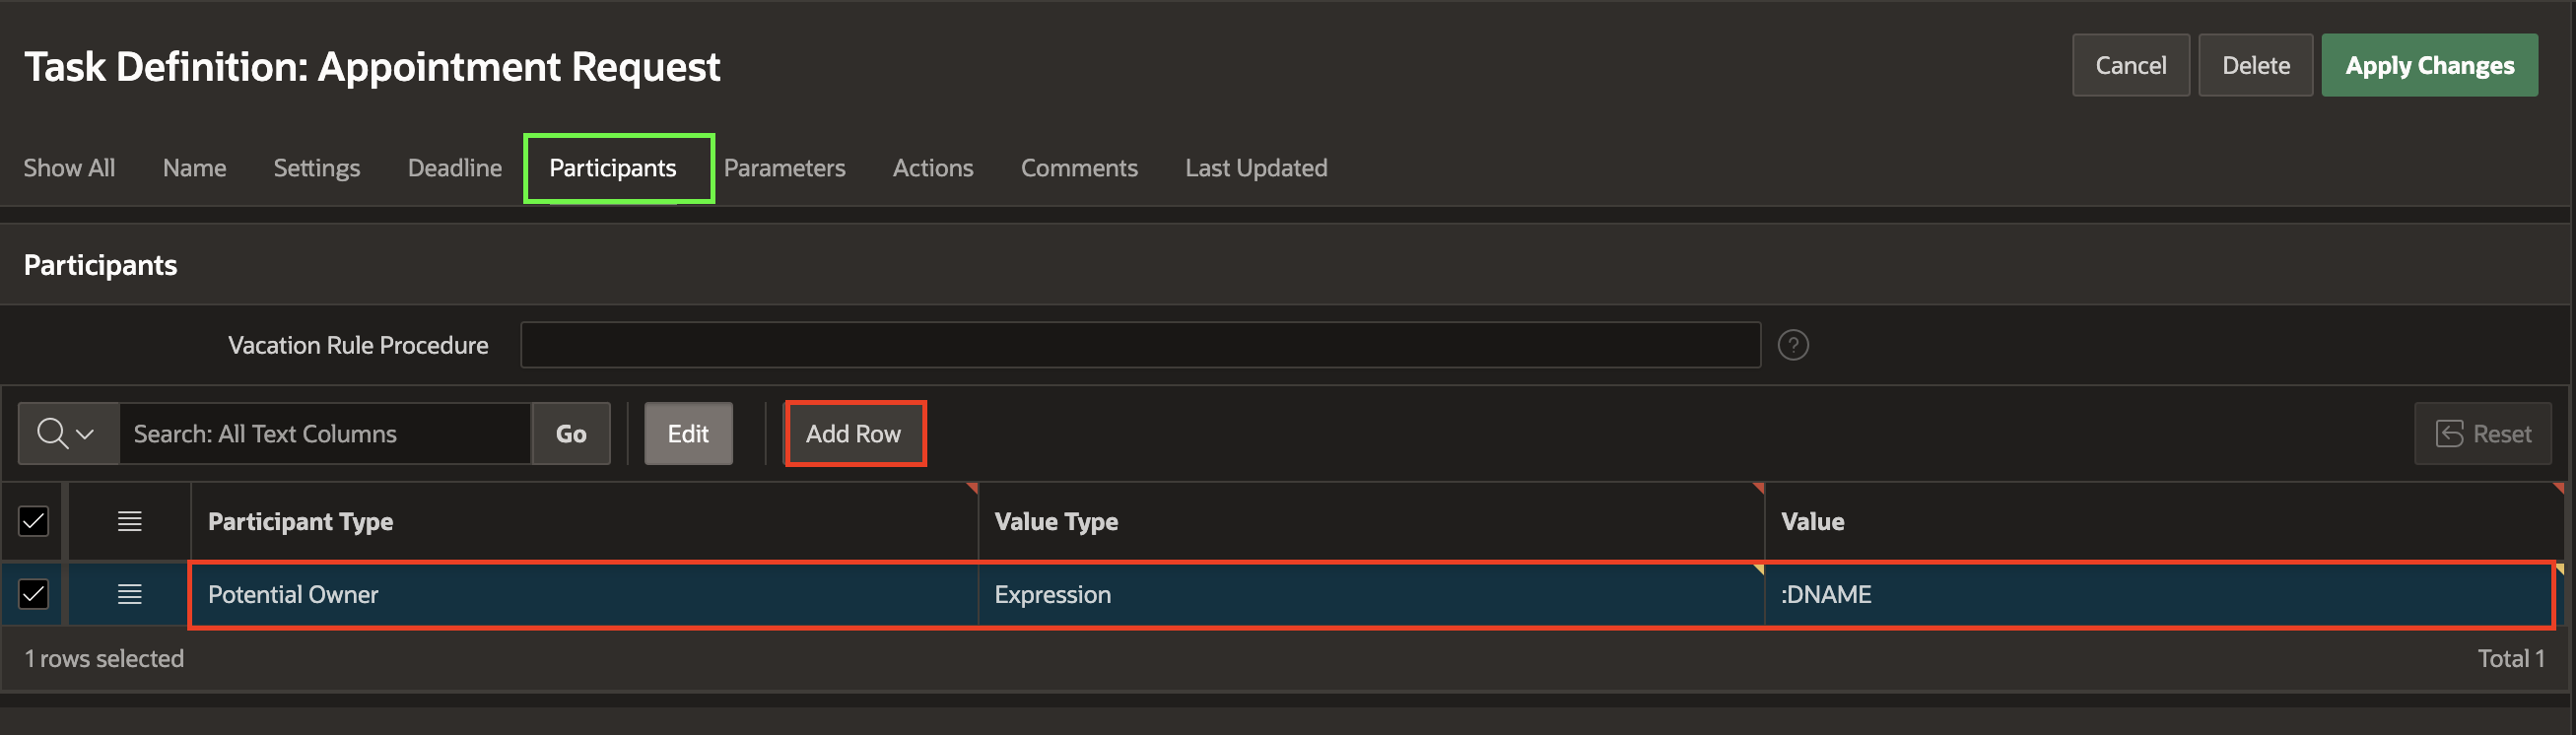 Task Definition: Appointment Request
Cancel
Delete
Apply Changes
Show All
Name
Settings
Deadline
Participants
Parameters
Actions
Comments
Last Updated
Participants
Vacation Rule Procedure
?
Search: All Text Columns
Go
Edit
Add Row
Reset
Participant Type
Value Type
Value
Potential Owner
Expression
:DNAME
1 rows selected
Total 1